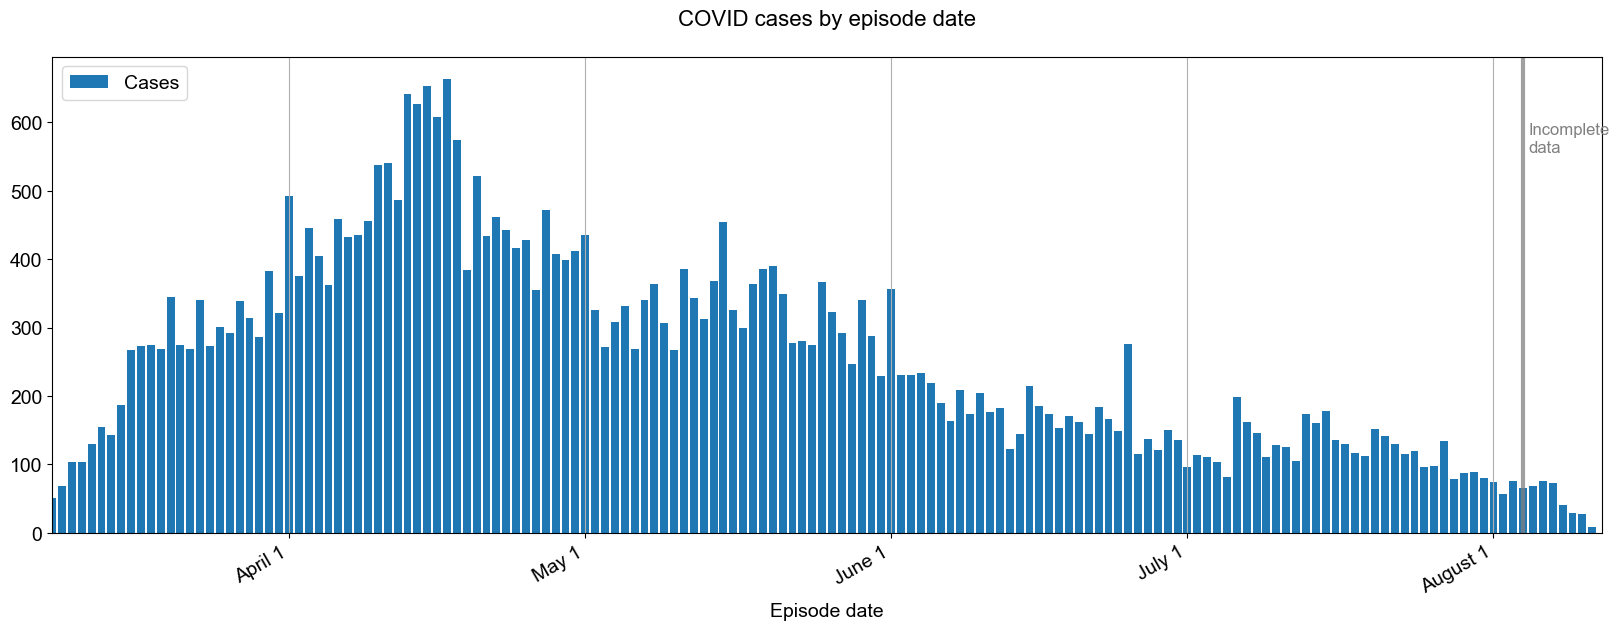 COVID cases by episode date
Cases
600
500
400
300
200
100
0
Incomplete
data
April 1
May 1
June 1
July 1
August 1
Episode date